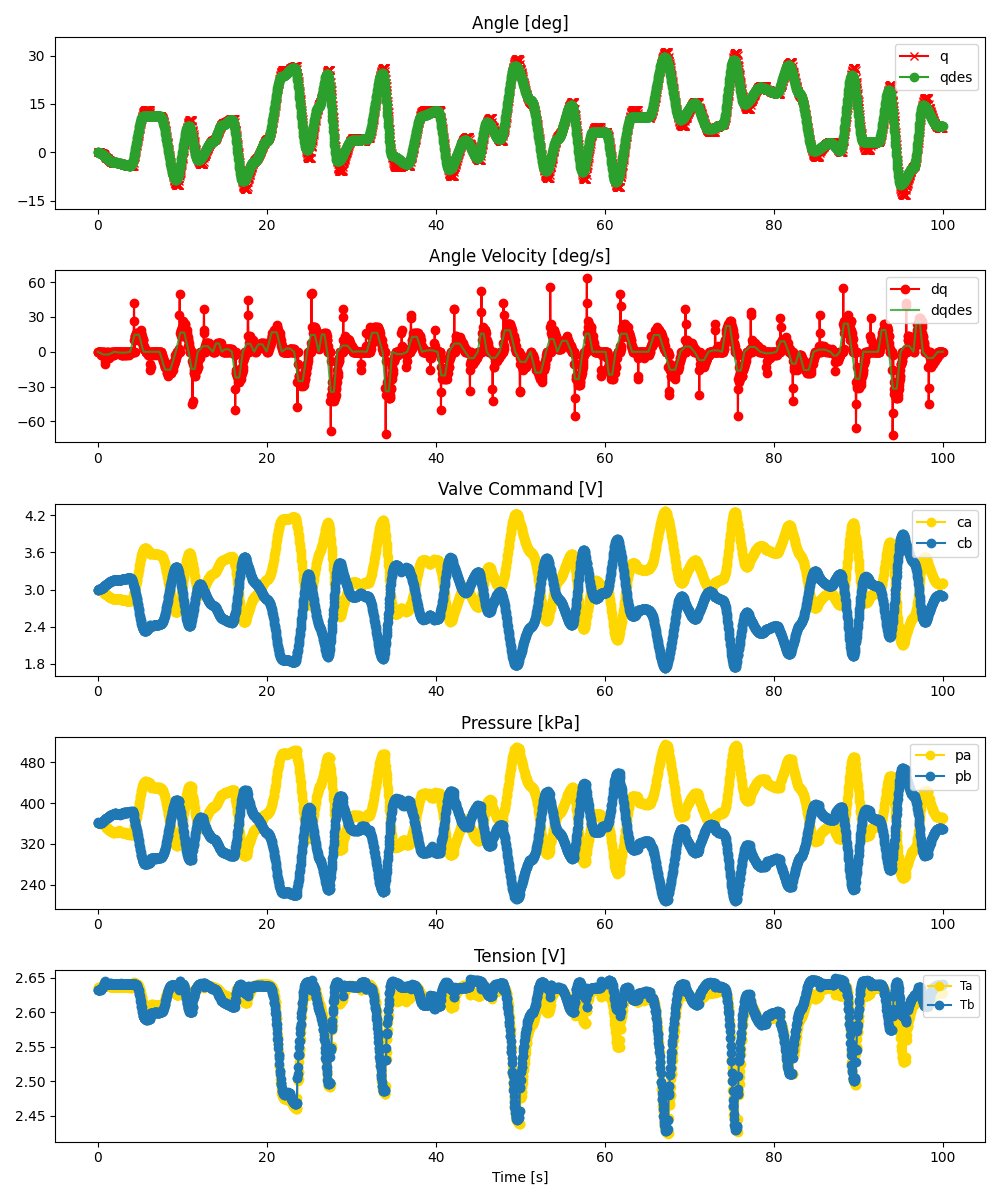 Angle [deg]
30
15
0
−15
q
qdes
0 20 40 60 80 100
Angle Velocity [deg/s]
60
30
0
−30
−60
dq
dqdes
0 20 40 60 80 100
Valve Command [V]
4.2
3.6
3.0
2.4
1.8
ca
cb
0 20 40 60 80 100
Pressure [kPa]
480
400
320
240
pa
pb
0 20 40 60 80 100
Tension [V]
2.65
2.60
2.55
2.50
2.45
Ta
Tb
0 20 40 60 80 100
Time [s]